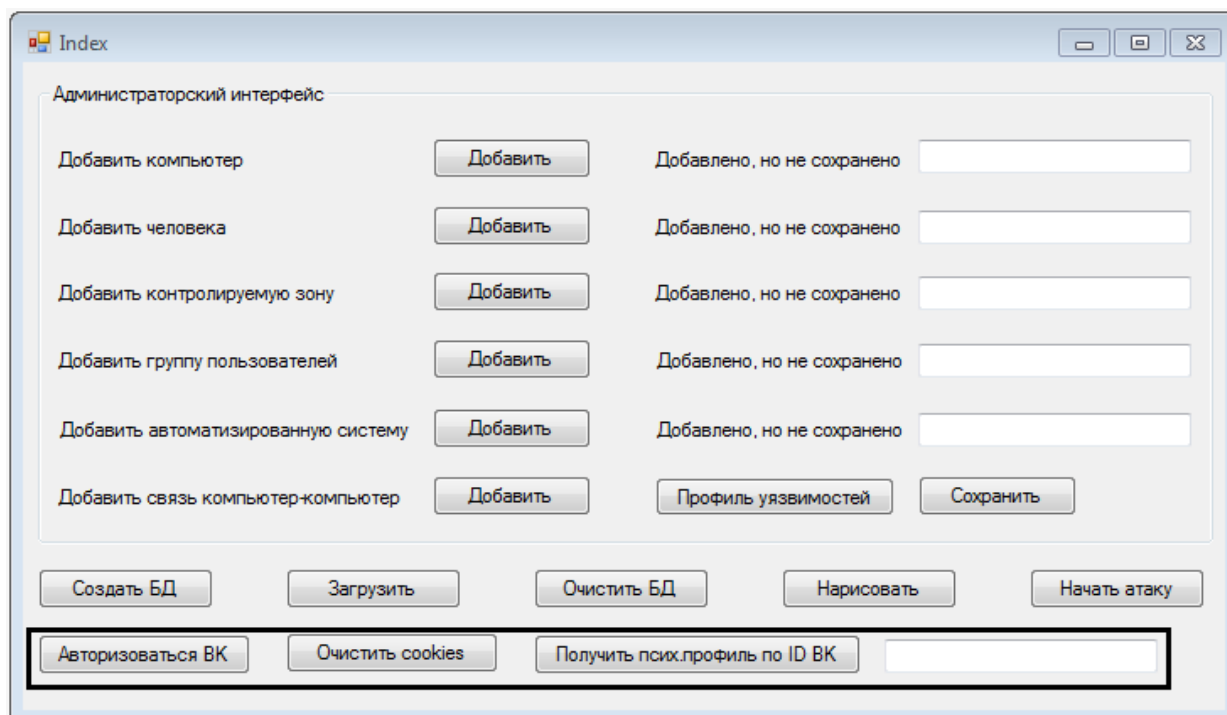 Index
Администраторский интерфейс
Добавить компьютер Добавить Добавлено, но не сохранено
Добавить человека Добавить Добавлено, но не сохранено
Добавить контролируемую зону Добавить Добавлено, но не сохранено
Добавить группу пользователей Добавить Добавлено, но не сохранено
Добавить автоматизированную систему Добавить Добавлено, но не сохранено
Добавить связь компьютер-компьютер Добавить Профиль уязвимостей Сохранить
Создать БД Загрузить Очистить БД Нарисовать Начать атаку
Авторизоваться ВК Очистить cookies Получить псих.профиль по ID ВК